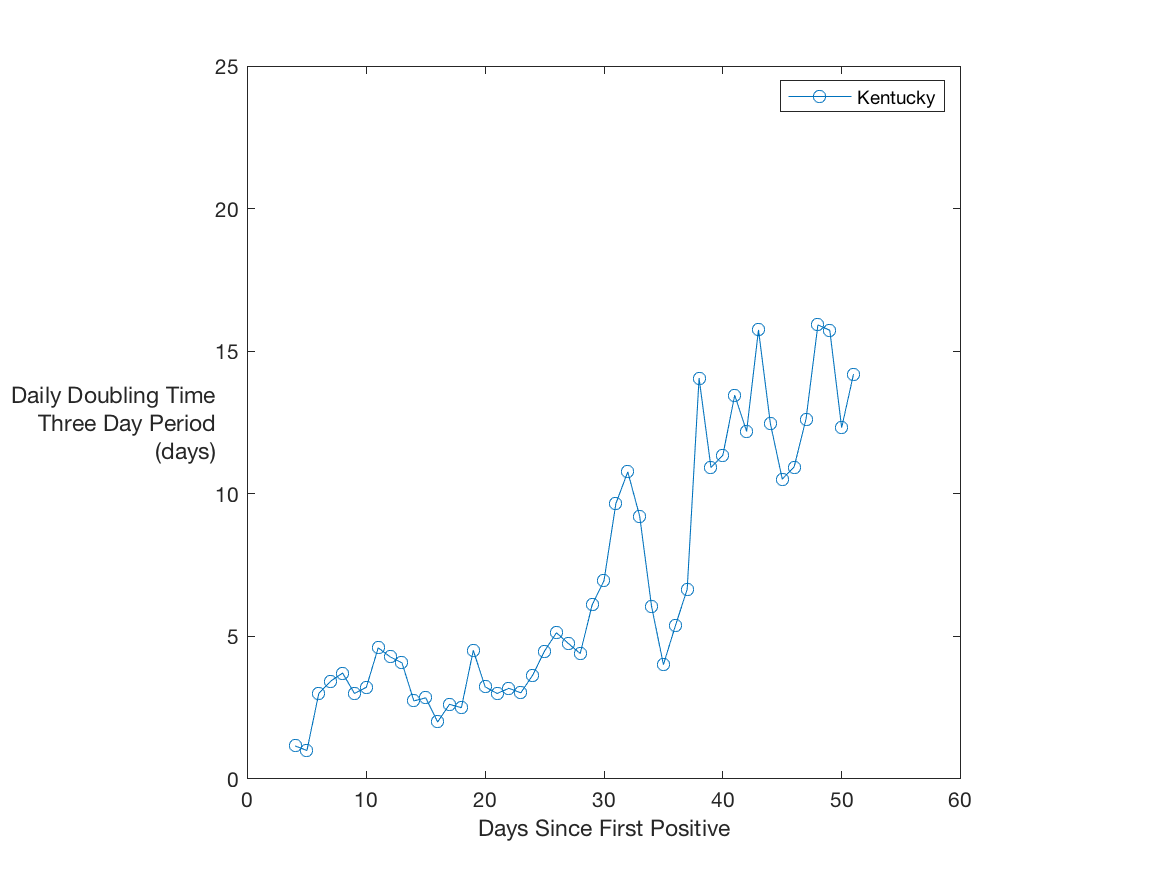 25
20
15
10
5
0
Daily Doubling Time
Three Day Period
(days)
Kentucky
0 10 20 30 40 50 60
Days Since First Positive